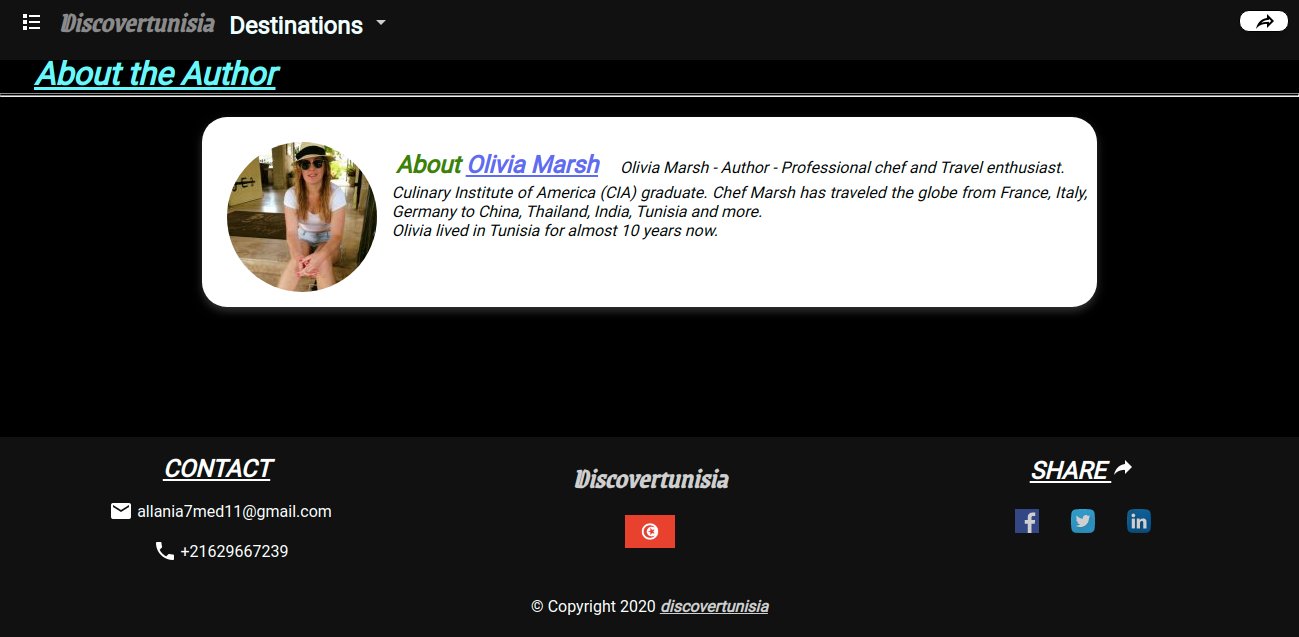 Discovertunisia Destinations
About the Author
About Olivia Marsh Olivia Marsh - Author - Professional chef and Travel enthusiast.
Culinary Institute of America (CIA) graduate. Chef Marsh has traveled the globe from France, Italy,
Germany to China, Thailand, India, Tunisia and more.
Olivia lived in Tunisia for almost 10 years now.
CONTACT
allania7med11@gmail.com
+21629667239
Discovertunisia
SHARE
© Copyright 2020 discovertunisia